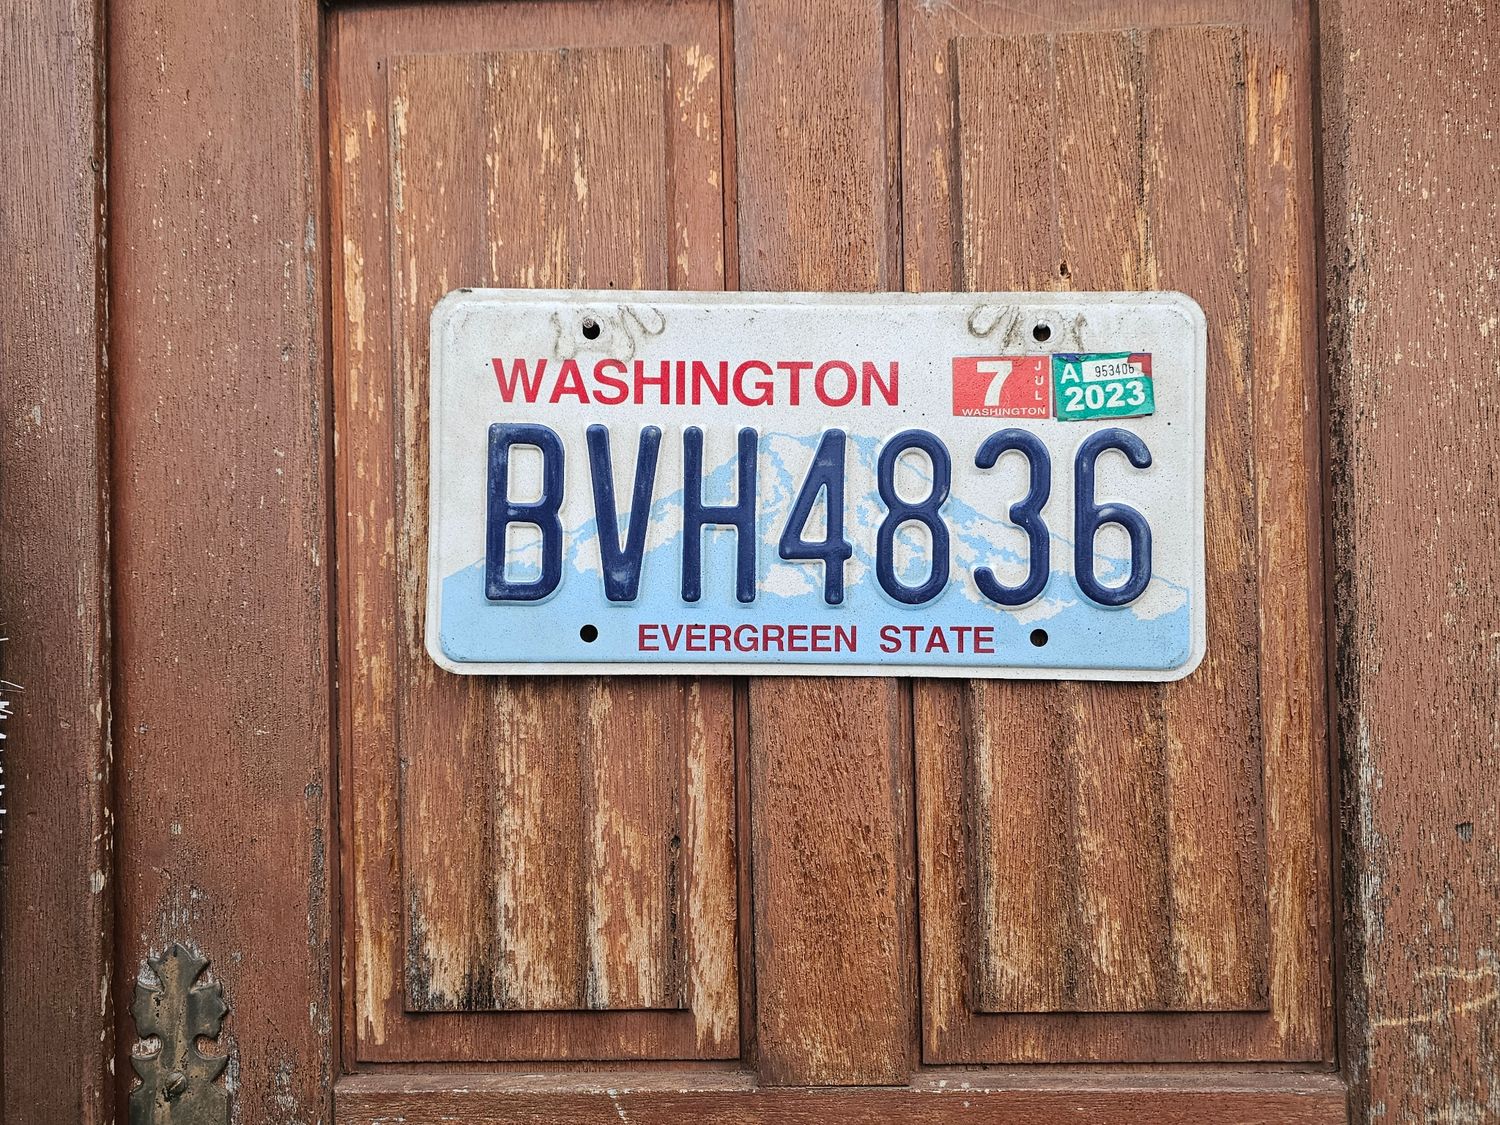 WASHINGTON
7 JUL
WASHINGTON
A 953406
2023
BVH4836
EVERGREEN STATE